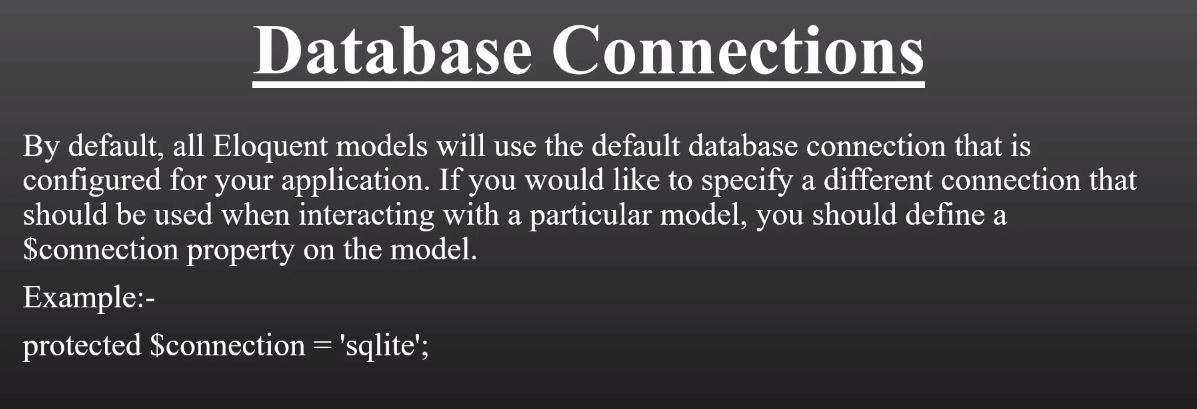 Database Connections
By default, all Eloquent models will use the default database connection that is
configured for your application. If you would like to specify a different connection that
should be used when interacting with a particular model, you should define a
$connection property on the model.
Example:-
protected $connection = 'sqlite';